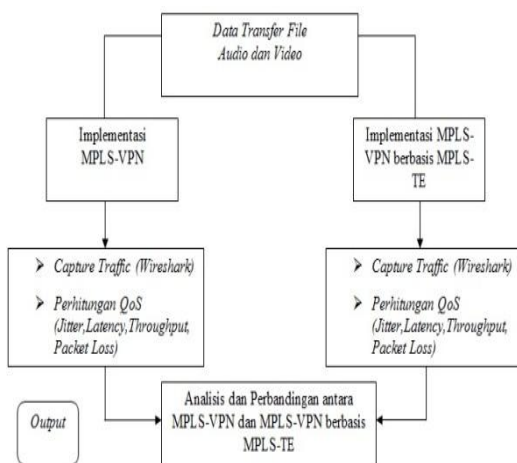 Data Transfer File
Audio dan Video
Implementasi
MPLS-VPN
Implementasi MPLS-
VPN berbasis MPLS-
TE
➢ Capture Traffic (Wireshark)
➢ Perhitungan QoS
(Jitter,Latency,Throughput,
Packet Loss)
➢ Capture Traffic (Wireshark)
➢ Perhitungan QoS
(Jitter,Latency,Throughput,
Packet Loss)
Analisis dan Perbandingan antara
MPLS-VPN dan MPLS-VPN berbasis
MPLS-TE
Output